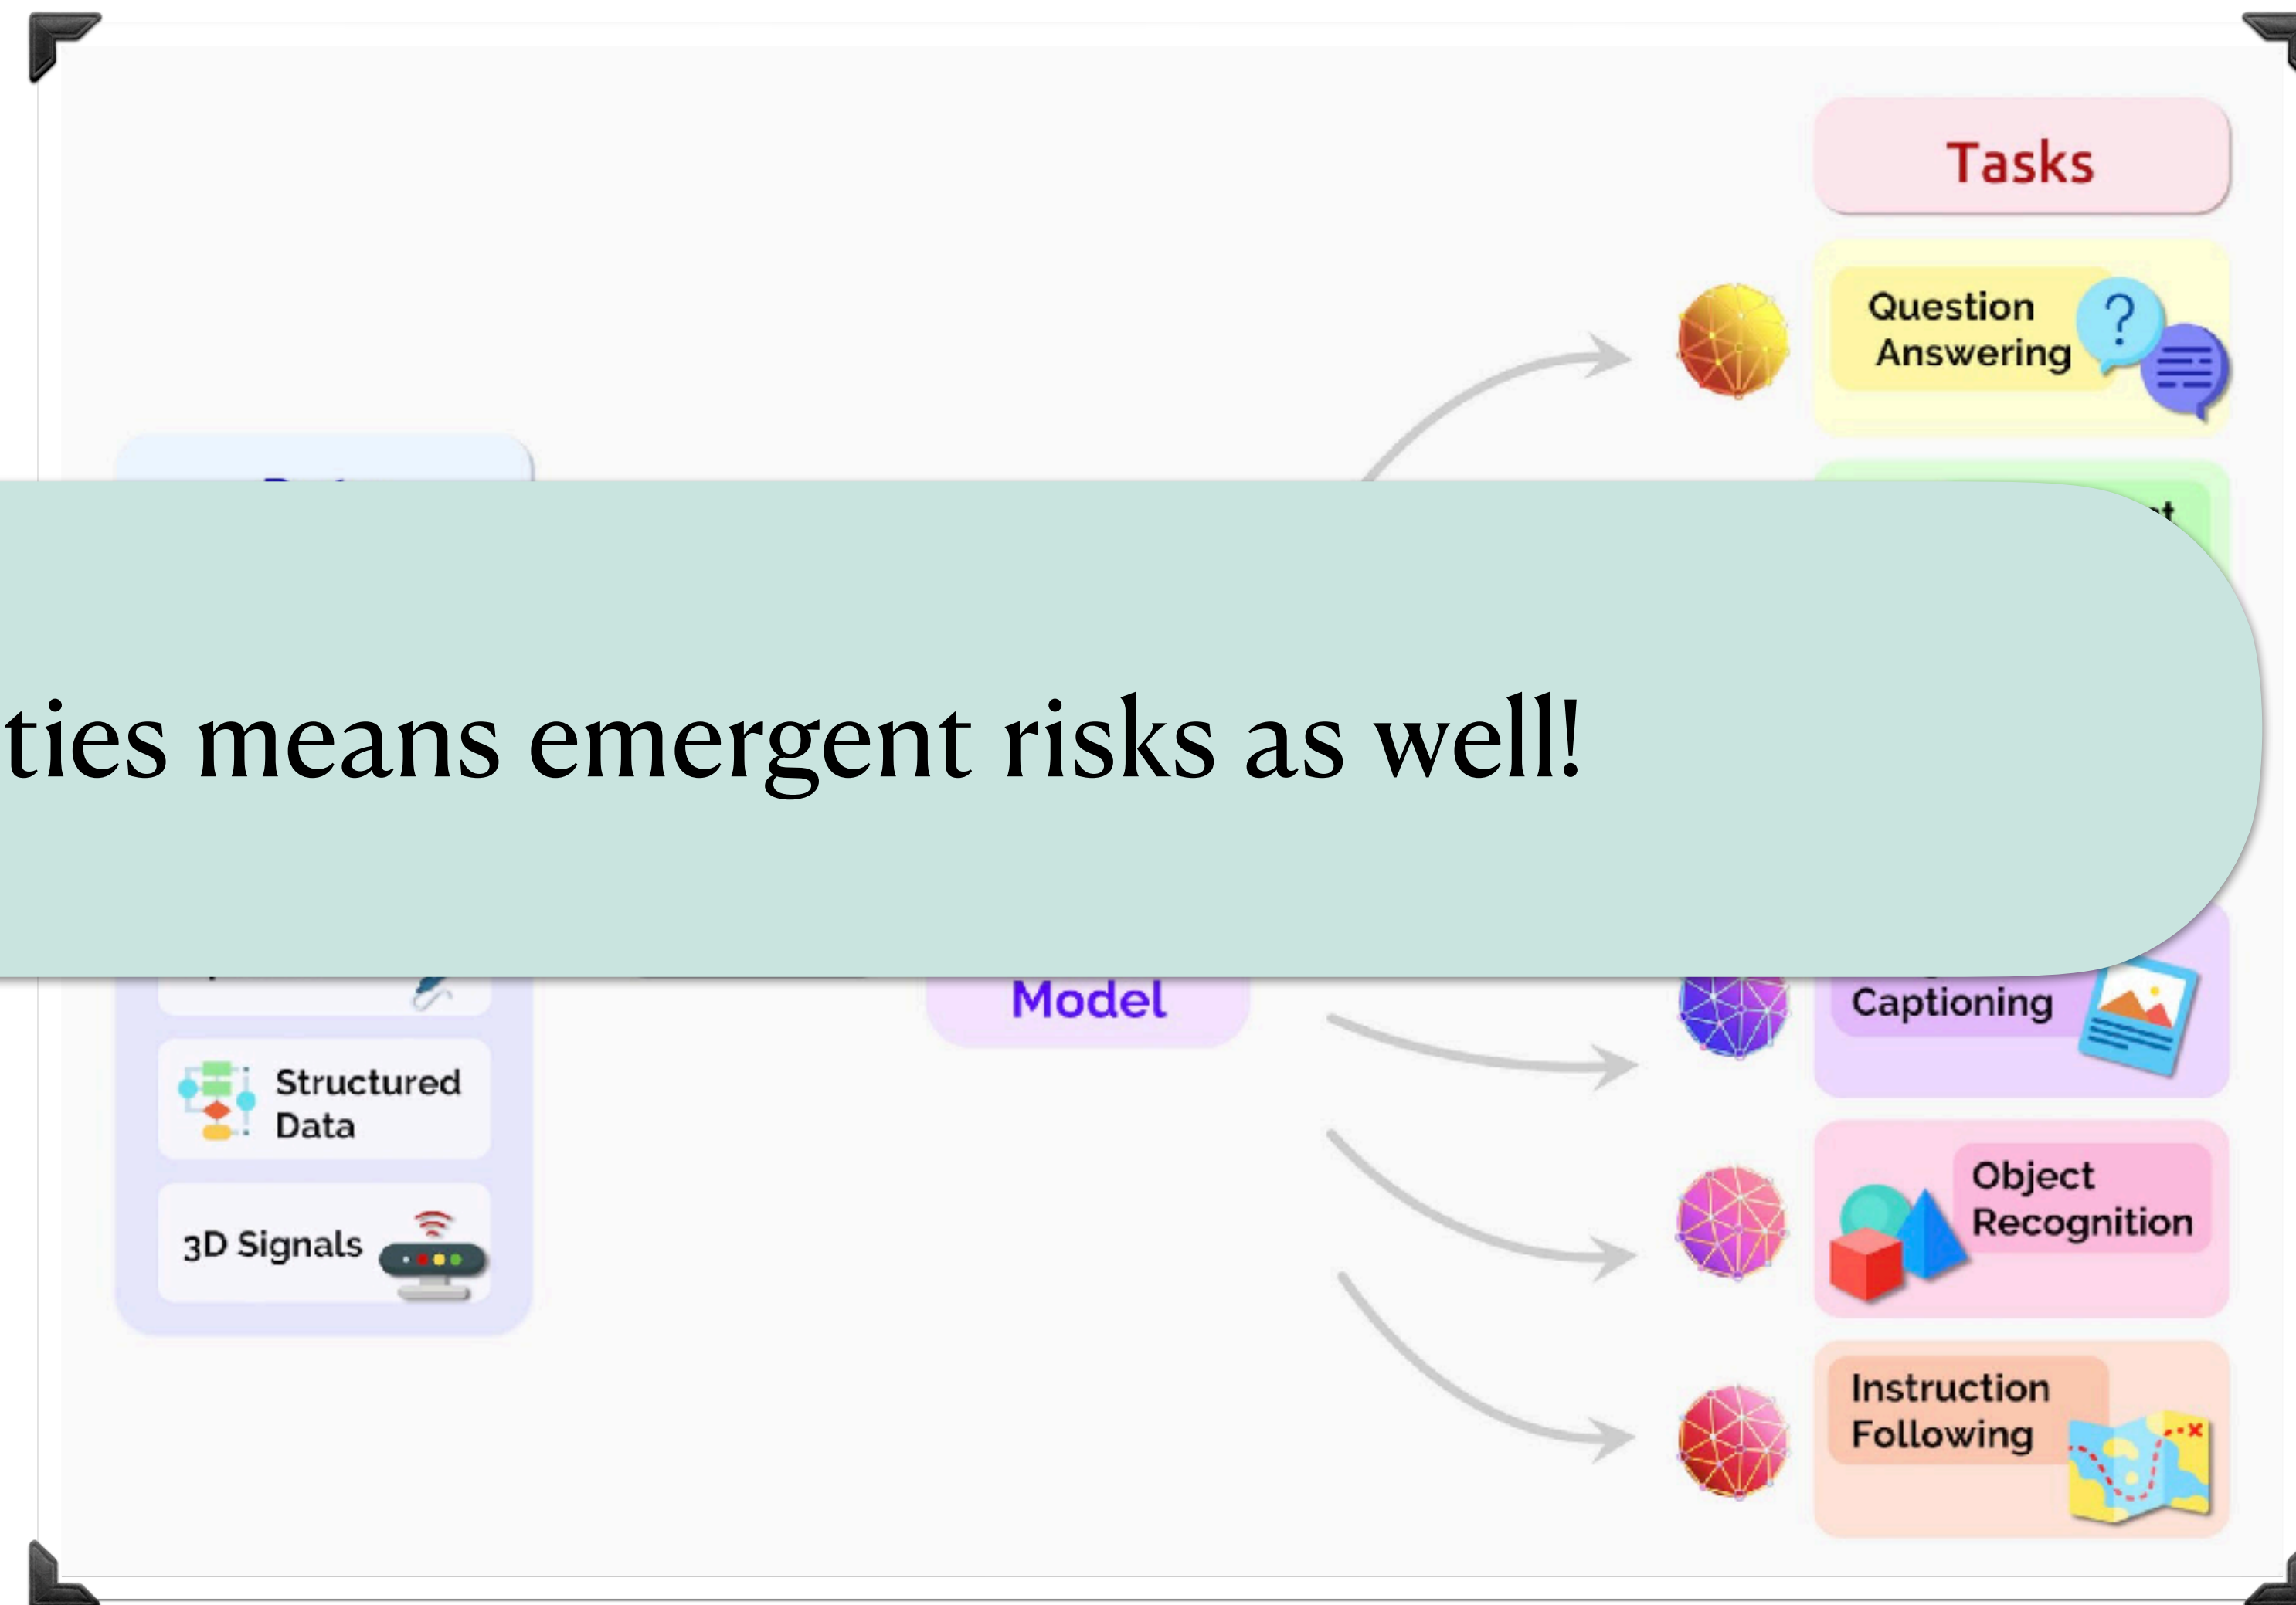 Tasks
Question
Answering
ties means emergent risks as well!
Model
Captioning
Structured
Data
Object
Recognition
3D Signals
Instruction
Following